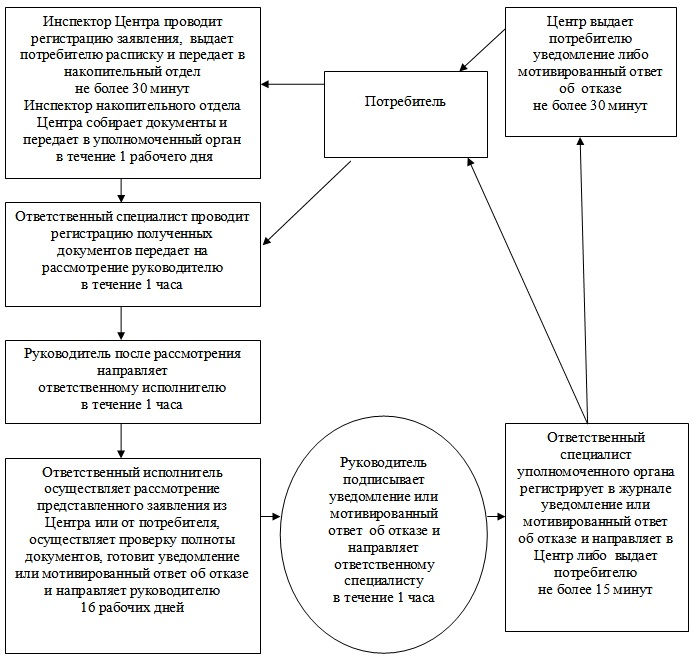 Инспектор Центра проводит
регистрацию заявления, выдает
потребителю расписку и передает в
накопительный отдел
не более 30 минут
Инспектор накопительного отдела
Центра собирает документы и
передает в уполномоченный орган
в течение 1 рабочего дня
Потребитель
Центр выдает
потребителю
уведомление либо
мотивированный ответ
об отказе
не более 30 минут
Ответственный специалист проводит
регистрацию полученных
документов передает на
рассмотрение руководителю
в течение 1 часа
Руководитель после рассмотрения
направляет
ответственному исполнителю
в течение 1 часа
Ответственный исполнитель
осуществляет рассмотрение
представленного заявления из
Центра или от потребителя,
осуществляет проверку полноты
документов, готовит уведомление
или мотивированный ответ об отказе
и направляет руководителю
16 рабочих дней
Руководитель
подписывает
уведомление или
мотивированный
ответ об отказе и
направляет
ответственному
специалисту
в течение 1 часа
Ответственный
специалист
уполномоченного органа
регистрирует в журнале
уведомление или
мотивированный ответ
об отказе и направляет в
Центр либо выдает
потребителю
не более 15 минут